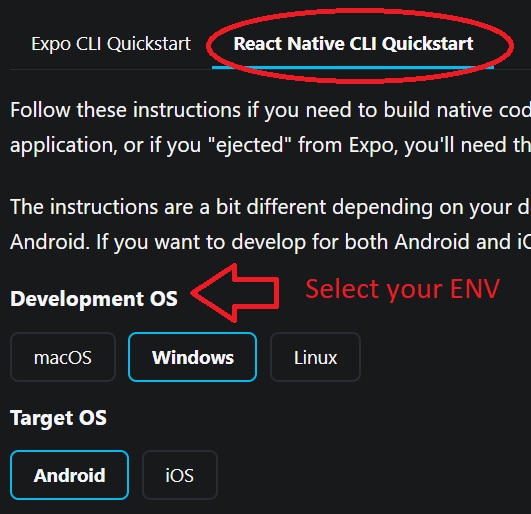 Expo CLI Quickstart React Native CLI Quickstart
Follow these instructions if you need to build native cod
application, or if you "ejected" from Expo, you'll need th
The instructions are a bit different depending on your d
Android. If you want to develop for both Android and iO
Development OS Select your ENV
macOS Windows Linux
Target OS
Android iOS